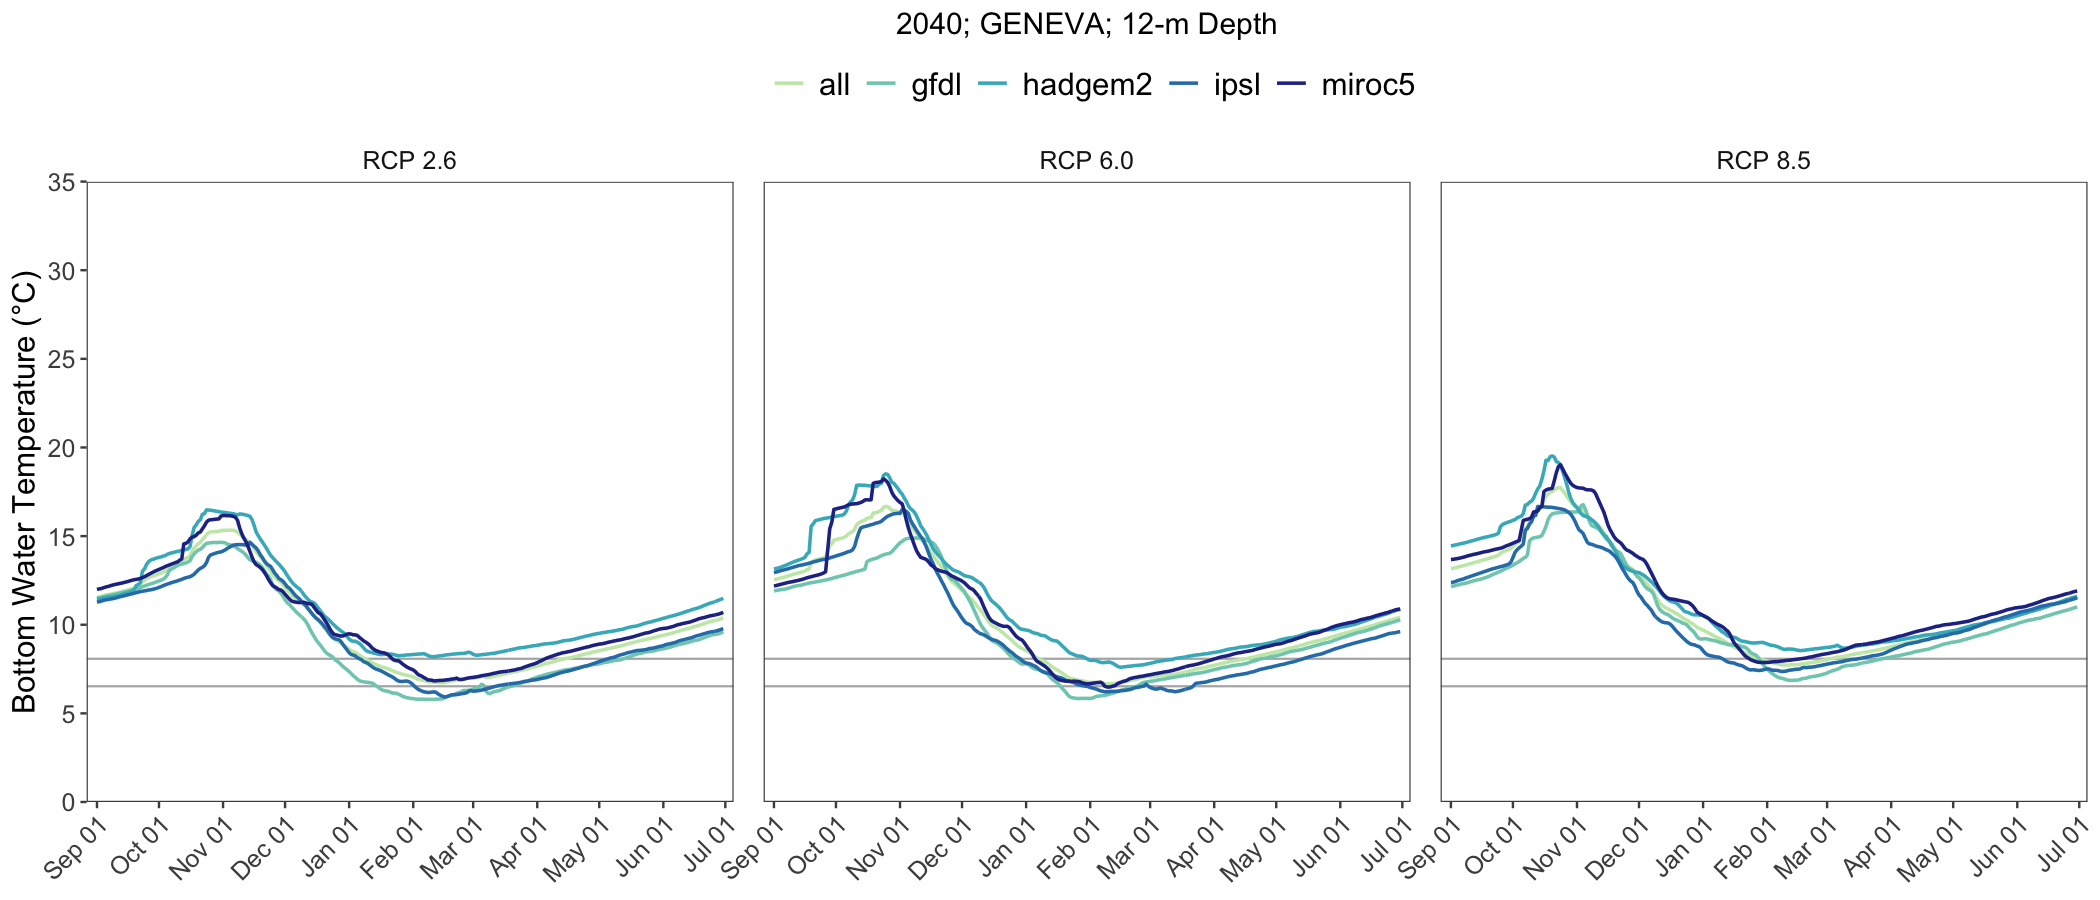 2040; GENEVA; 12-m Depth
all gfdl hadgem2 ipsl miroc5
RCP 2.6 RCP 6.0 RCP 8.5
Bottom Water Temperature (°C)
35
30
25
20
15
10
5
0
Sep 01 Oct 01 Nov 01 Dec 01 Jan 01 Feb 01 Mar 01 Apr 01 May 01 Jun 01 Jul 01 Sep 01 Oct 01 Nov 01 Dec 01 Jan 01 Feb 01 Mar 01 Apr 01 May 01 Jun 01 Jul 01 Sep 01 Oct 01 Nov 01 Dec 01 Jan 01 Feb 01 Mar 01 Apr 01 May 01 Jun 01 Jul 01